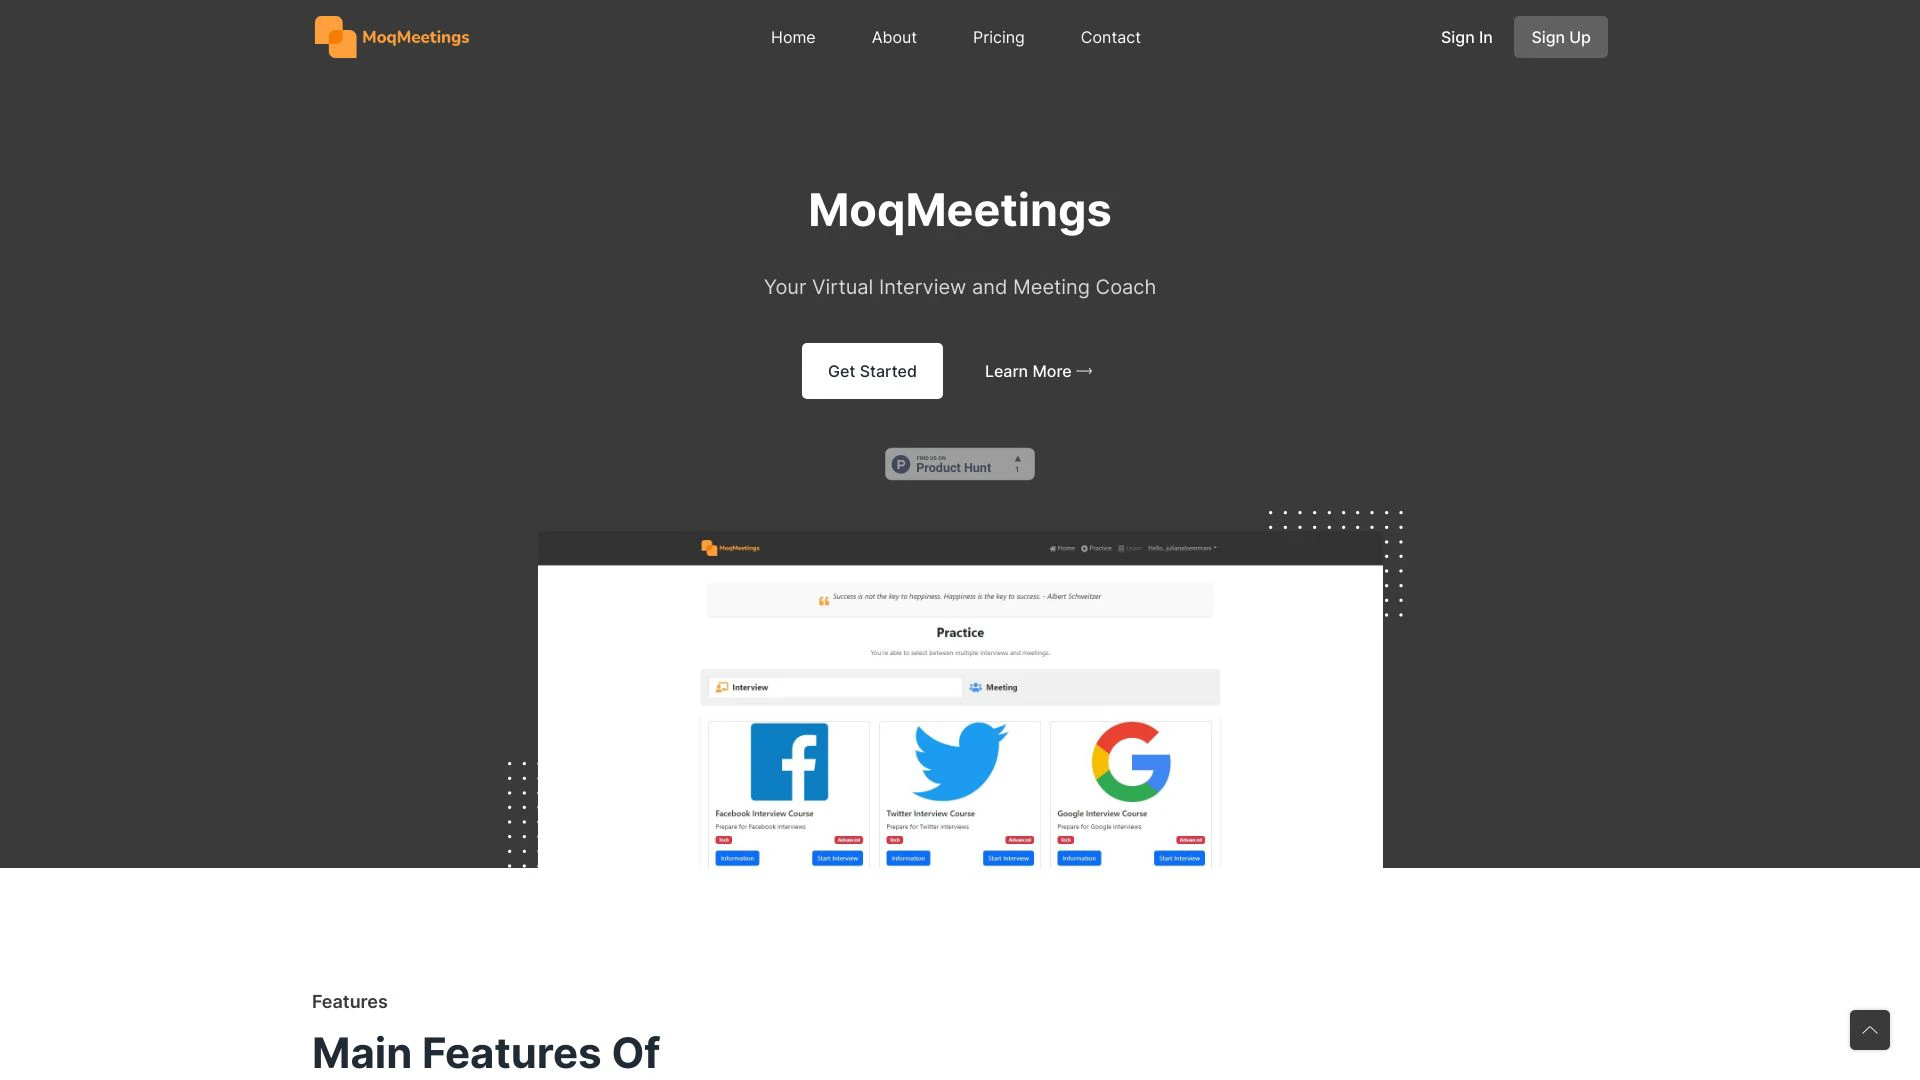 MoqMeetings
Home
About
Pricing
Contact
Sign In
Sign Up
MoqMeetings
Your Virtual Interview and Meeting Coach
Get Started
Learn More →
P
FIND US ON
Product Hunt
▲
1
MoqMeetings
Home
Practice
Learn
Hello, julianalsemmani
Success is not the key to happiness. Happiness is the key to success. - Albert Schweitzer
Practice
You're able to select between multiple interviews and meetings.
Interview
Meeting
Facebook Interview Course
Prepare for Facebook interviews
Tech
Advanced
Information
Start Interview
Twitter Interview Course
Prepare for Twitter interviews
Tech
Advanced
Information
Start Interview
Google Interview Course
Prepare for Google interviews
Tech
Advanced
Information
Start Interview
Features
Main Features Of